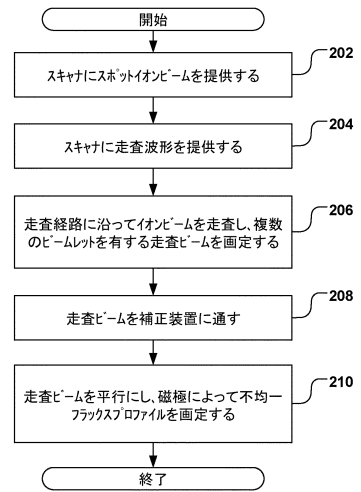 開始
スキャナにスポットイオンビームを提供する
202
スキャナに走査波形を提供する
204
走査経路に沿ってイオンビームを走査し、複数
のビームレットを有する走査ビームを画定する
206
走査ビームを補正装置に通す
208
走査ビームを平行にし、磁極によって不均一
フラックスプロファイルを画定する
210
終了